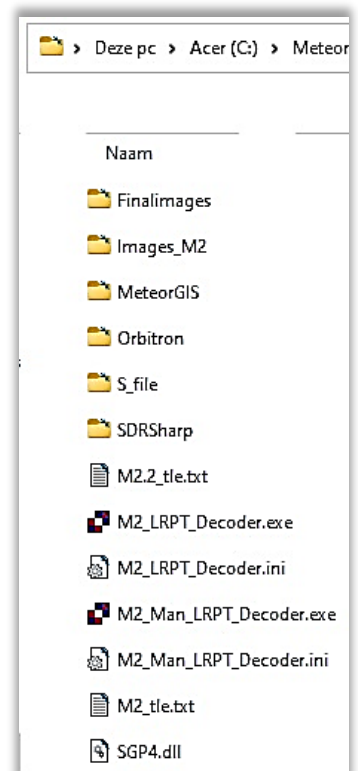 Deze pc > Acer (C:) > Meteor
Naam
Finalimages
Images_M2
MeteorGIS
Orbitron
S_file
SDRSharp
M2.2_tle.txt
M2_LRPT_Decoder.exe
M2_LRPT_Decoder.ini
M2_Man_LRPT_Decoder.exe
M2_Man_LRPT_Decoder.ini
M2_tle.txt
SGP4.dll